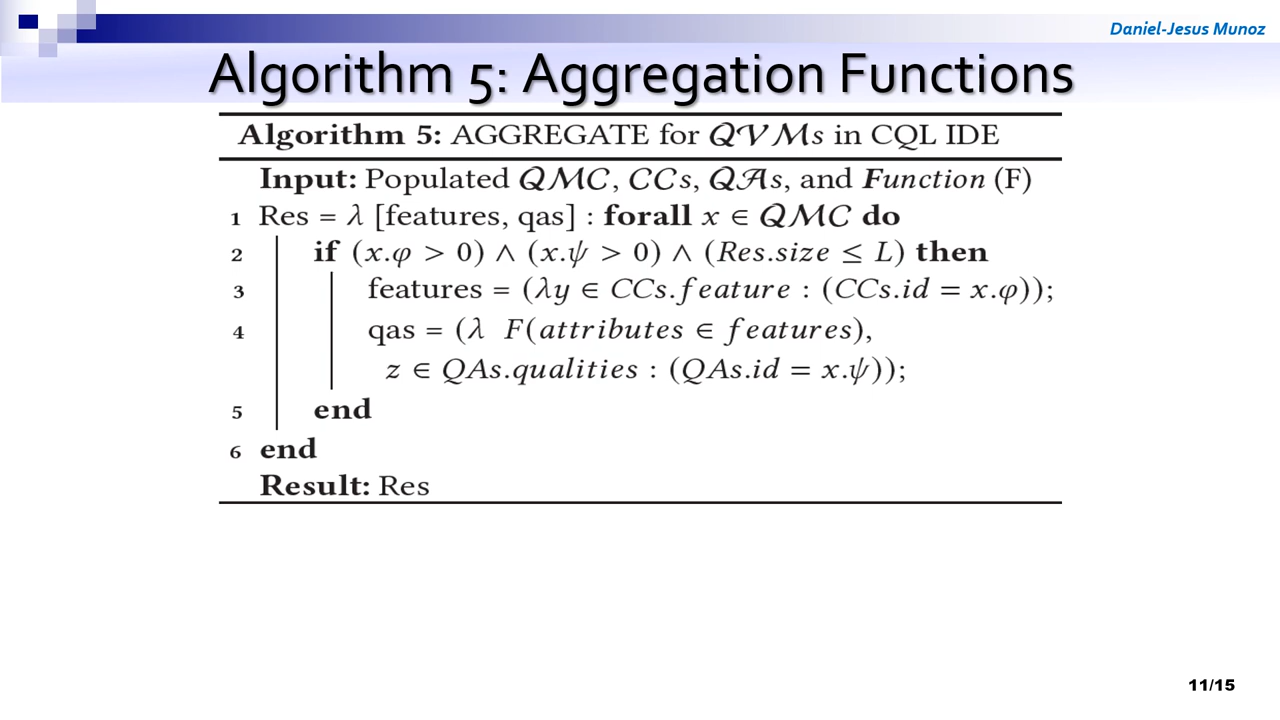 Daniel-Jesus Munoz
Algorithm 5: Aggregation Functions
Algorithm 5: AGGREGATE for 𝒬𝒱ℳs in CQL IDE
Input: Populated 𝒬ℳ𝒞, 𝒞𝒞s, 𝒬𝒜s, and Function (F)
1 Res = λ [features, qas] : forall x ∈ 𝒬ℳ𝒞 do
2 if (x.φ > 0) ∧ (x.ψ > 0) ∧ (Res.size ≤ L) then
3 features = (λy ∈ CCs.feature : (CCs.id = x.φ));
4 qas = (λ F(attributes ∈ features),
z ∈ QAs.qualities : (QAs.id = x.ψ));
5 end
6 end
Result: Res
11/15